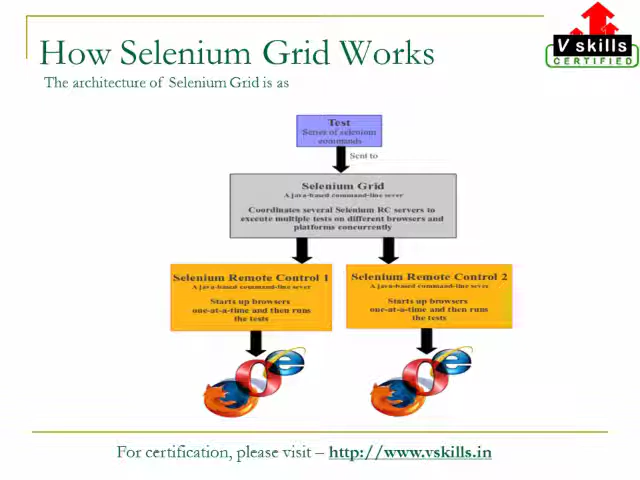 How Selenium Grid Works
The architecture of Selenium Grid is as
V skills
CERTIFIED
Test
Series of selenium
commands
Sent to
Selenium Grid
A java-based command-line sever
Coordinates several Selenium RC servers to
execute multiple tests on different browsers and
platforms concurrently
Selenium Remote Control 1
A java-based command-line sever
Starts up browsers
one-at-a-time and then runs
the tests
Selenium Remote Control 2
A java-based command-line sever
Starts up browsers
one-at-a-time and then runs
the tests
For certification, please visit – http://www.vskills.in